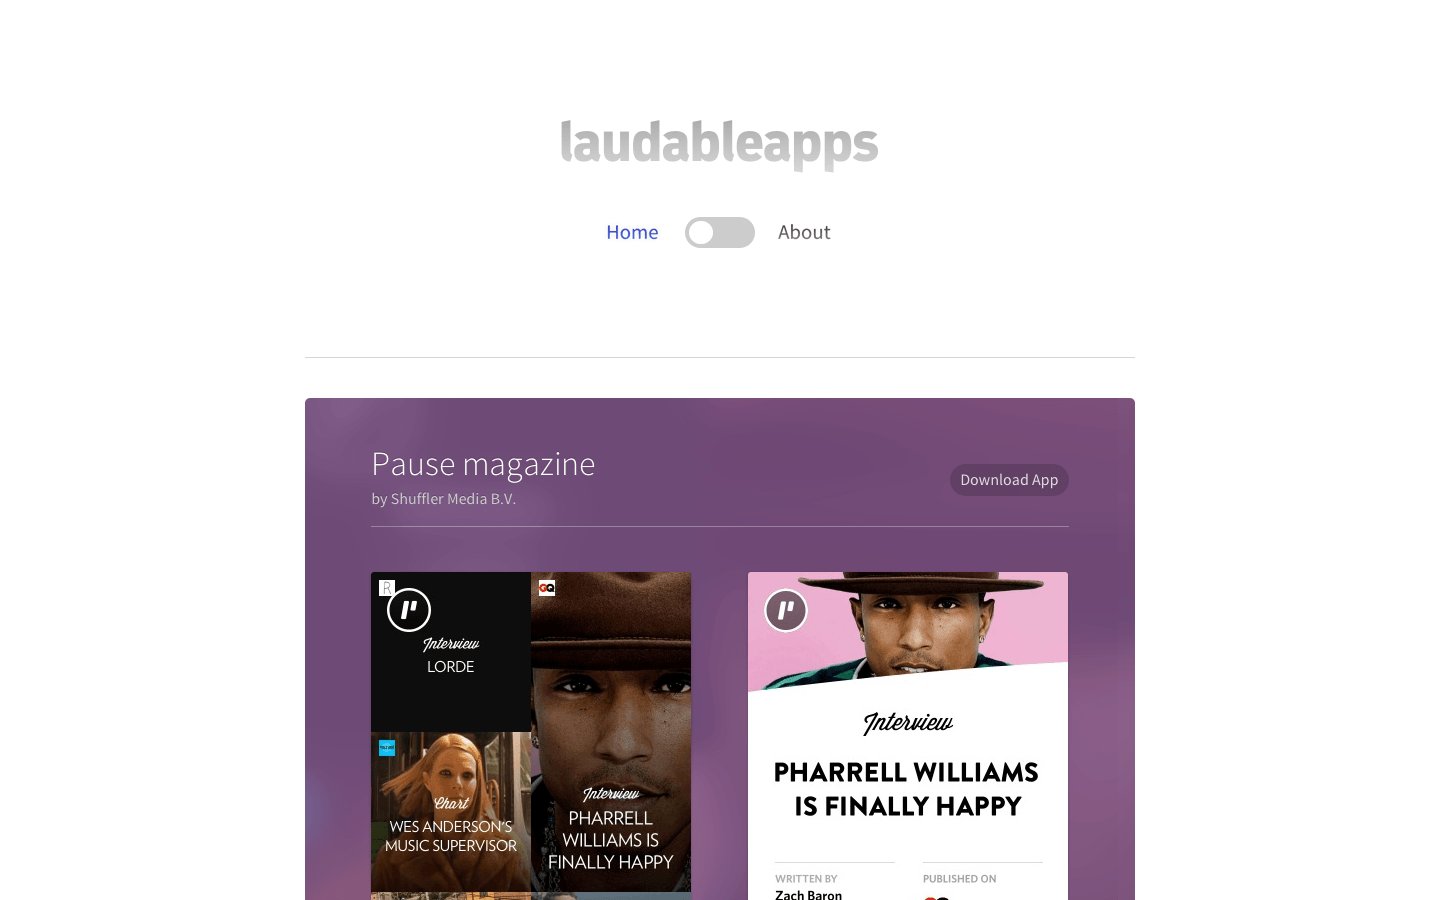 laudableapps
Home
About
Pause magazine
by Shuffler Media B.V.
Download App
R
Interview
LORDE
GQ
Interview
PHARRELL
WILLIAMS IS
FINALLY HAPPY
Chart
WES ANDERSON'S
MUSIC SUPERVISOR
Interview
PHARRELL WILLIAMS
IS FINALLY HAPPY
WRITTEN BY
Zach Baron
PUBLISHED ON